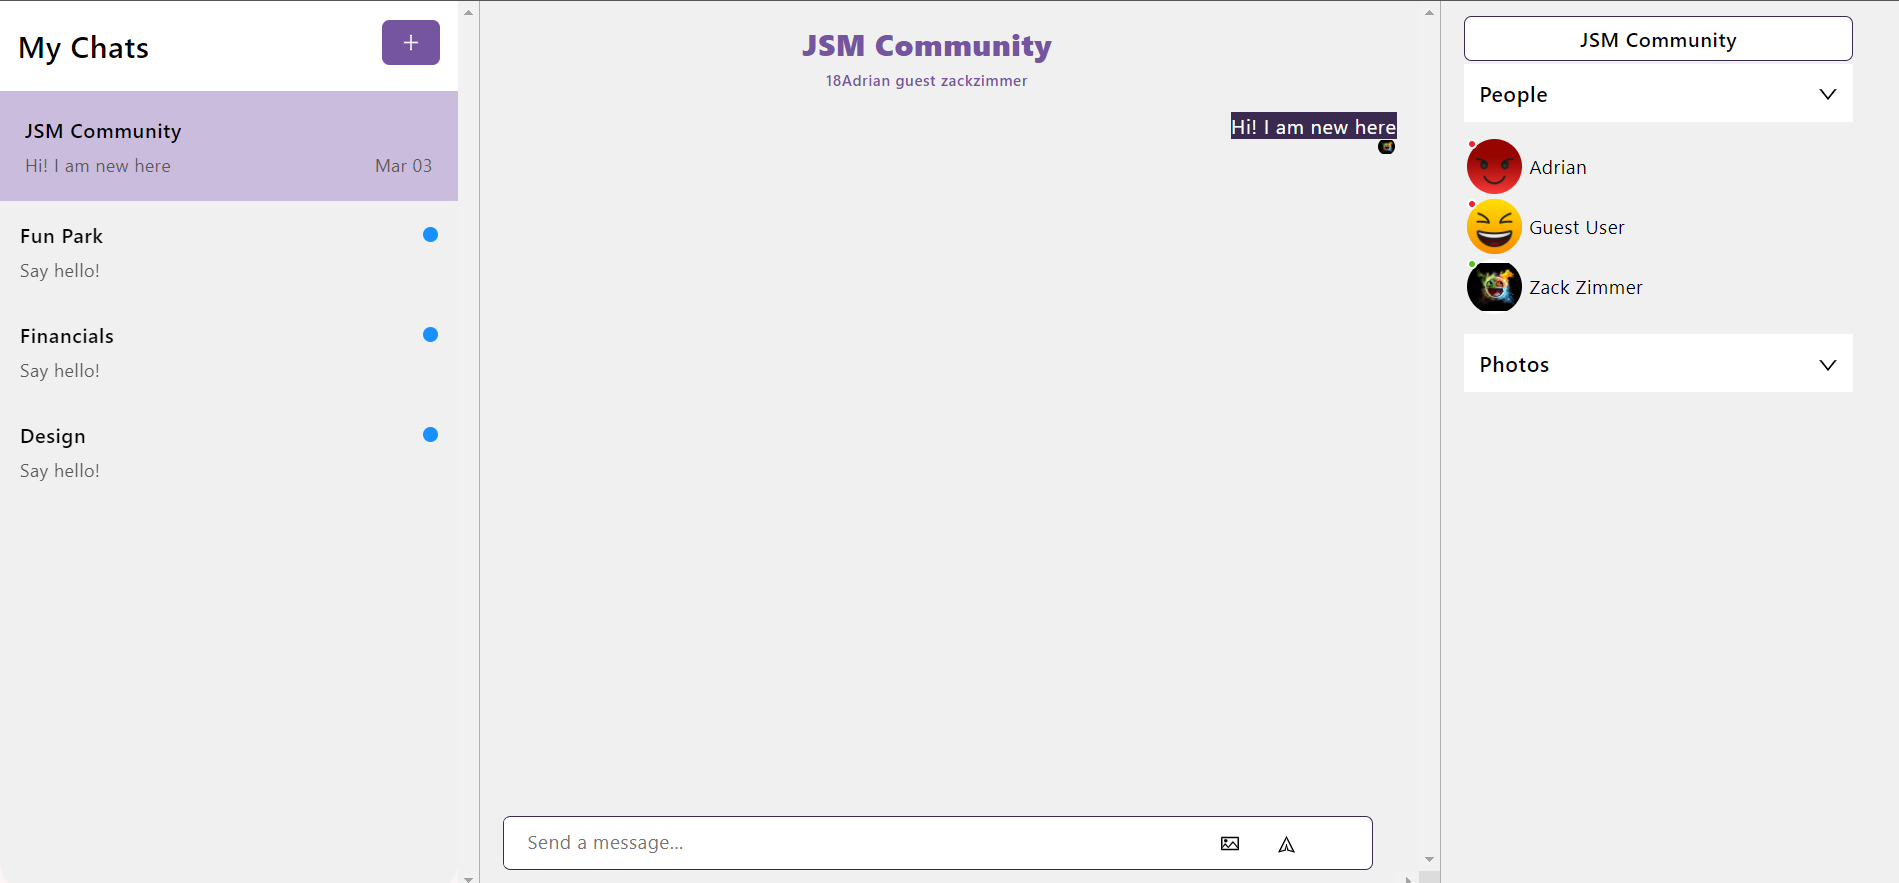 My Chats
+
JSM Community
Hi! I am new here
Mar 03
Fun Park
Say hello!
Financials
Say hello!
Design
Say hello!
JSM Community
18Adrian guest zackzimmer
Hi! I am new here
Send a message...
JSM Community
People
Adrian
Guest User
Zack Zimmer
Photos